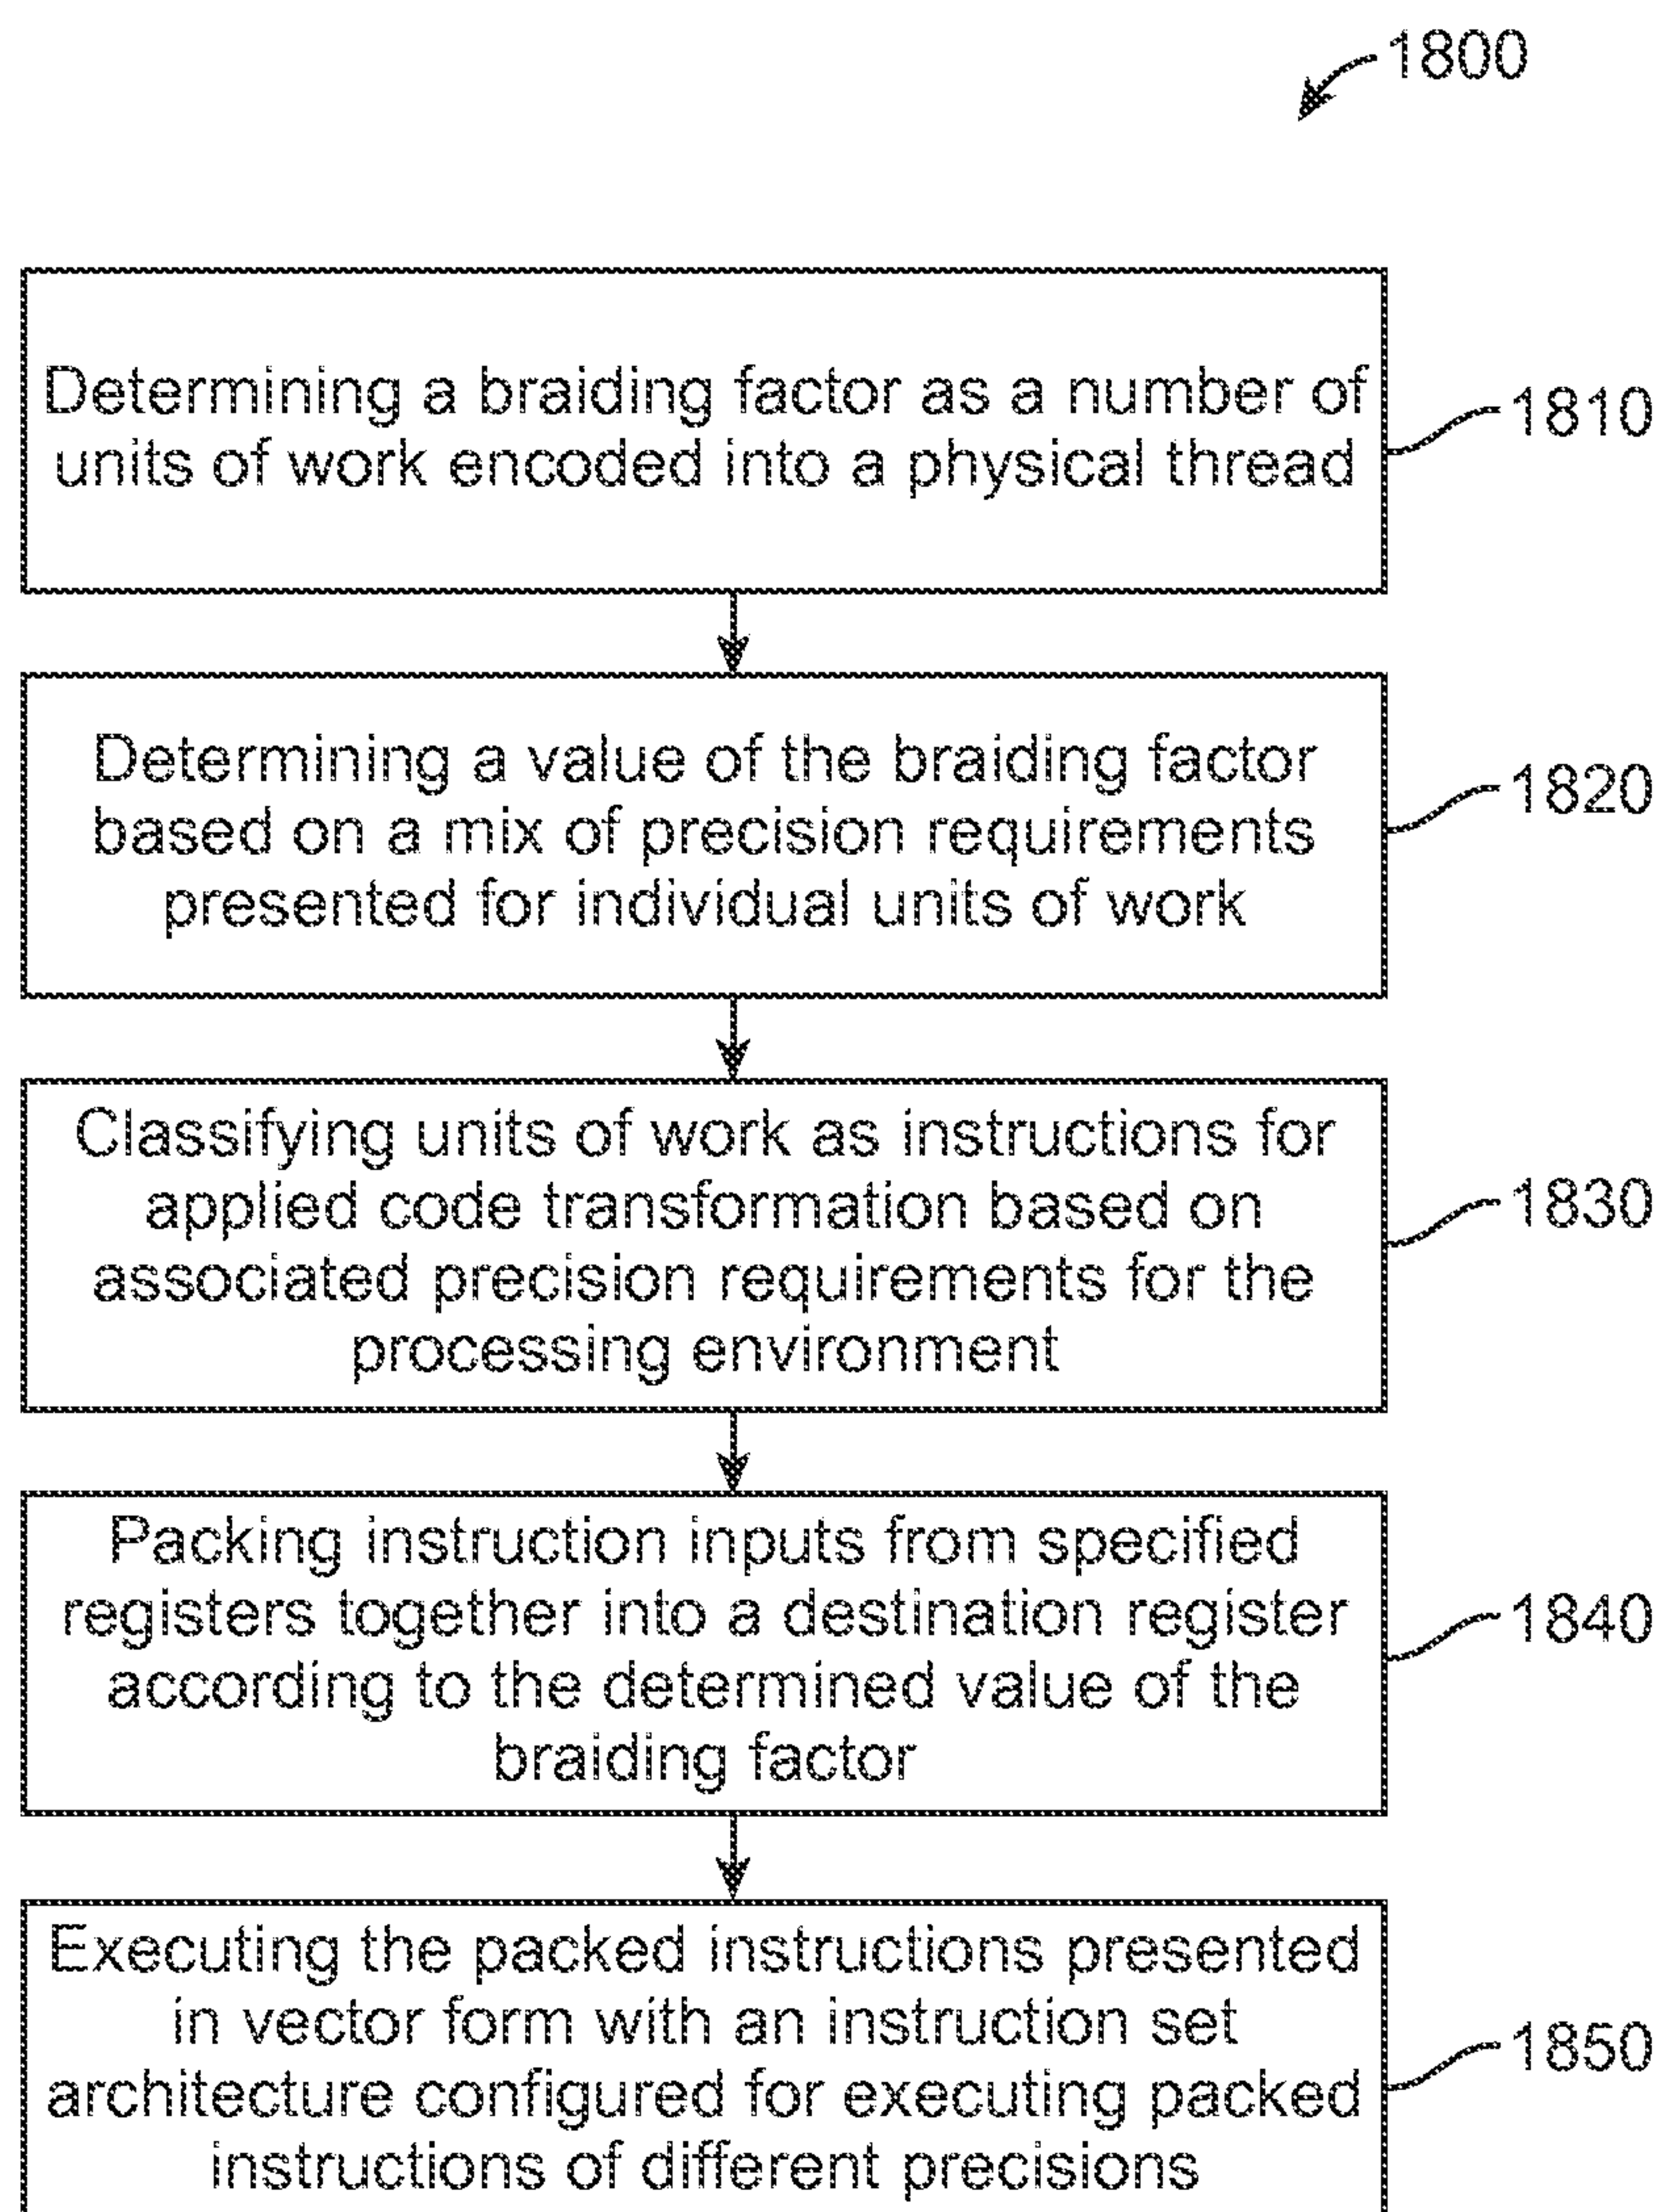 1800
Determining a braiding factor as a number of
units of work encoded into a physical thread
1810
Determining a value of the braiding factor
based on a mix of precision requirements
presented for individual units of work
1820
Classifying units of work as instructions for
applied code transformation based on
associated precision requirements for the
processing environment
1830
Packing instruction inputs from specified
registers together into a destination register
according to the determined value of the
braiding factor
1840
Executing the packed instructions presented
in vector form with an instruction set
architecture configured for executing packed
instructions of different precisions
1850